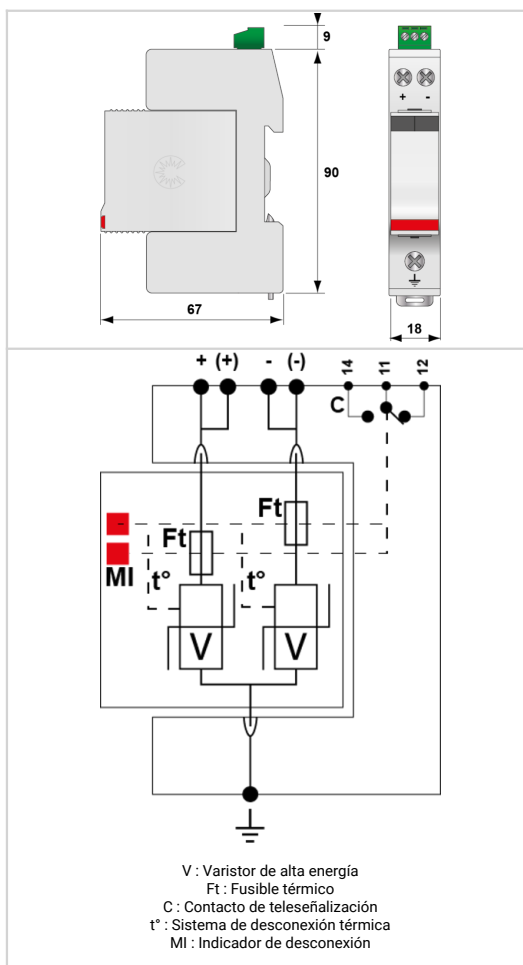 9
+ -
90
67
18
+ (+) - (-) 14 11 12
C
Ft
Ft
-
MI
t° t°
V V
V : Varistor de alta energía
Ft : Fusible térmico
C : Contacto de teleseñalización
t° : Sistema de desconexión térmica
MI : Indicador de desconexión